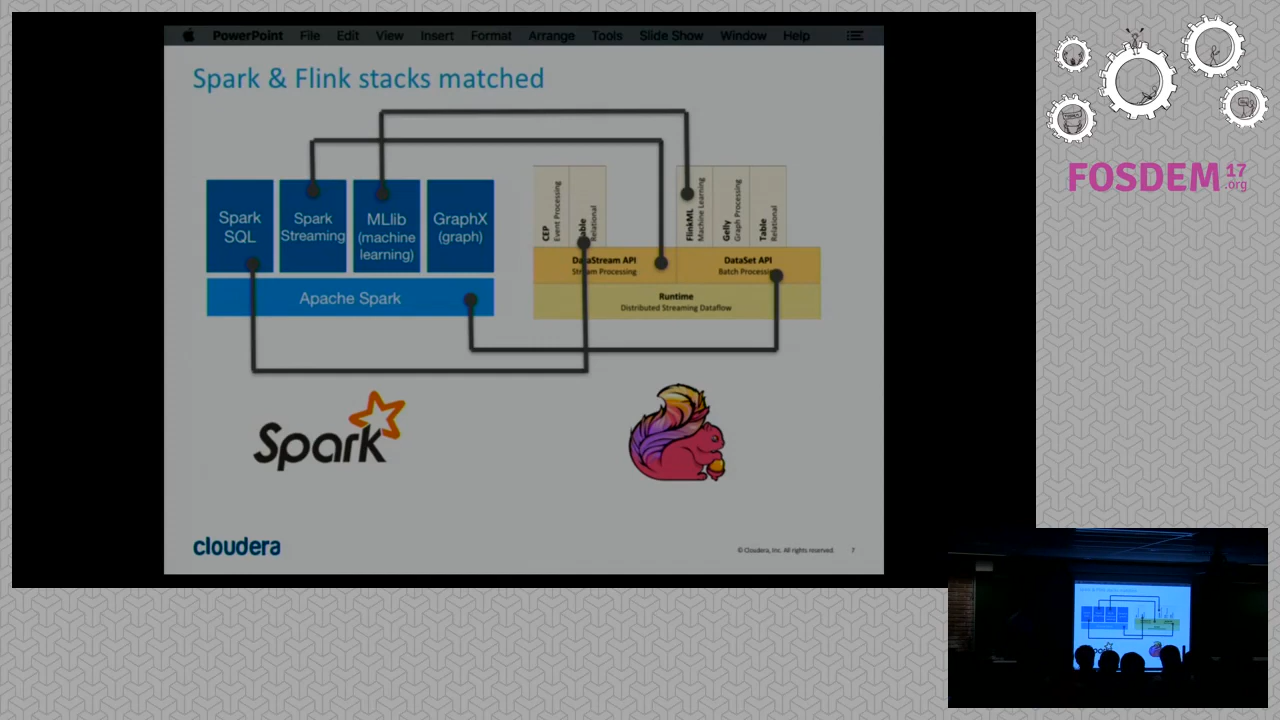 PowerPoint File Edit View Insert Format Arrange Tools Slide Show Window Help
Spark & Flink stacks matched
Spark
SQL
Spark
Streaming
MLlib
(machine
learning)
GraphX
(graph)
Apache Spark
CEP
Event Processing
Relational
FlinkML
Machine Learning
Gelly
Graph Processing
Table
Relational
DataStream API
Stream Processing
DataSet API
Batch Processing
Runtime
Distributed Streaming Dataflow
Spark
cloudera
© Cloudera, Inc. All rights reserved. 7
FOSDEM 17
.org